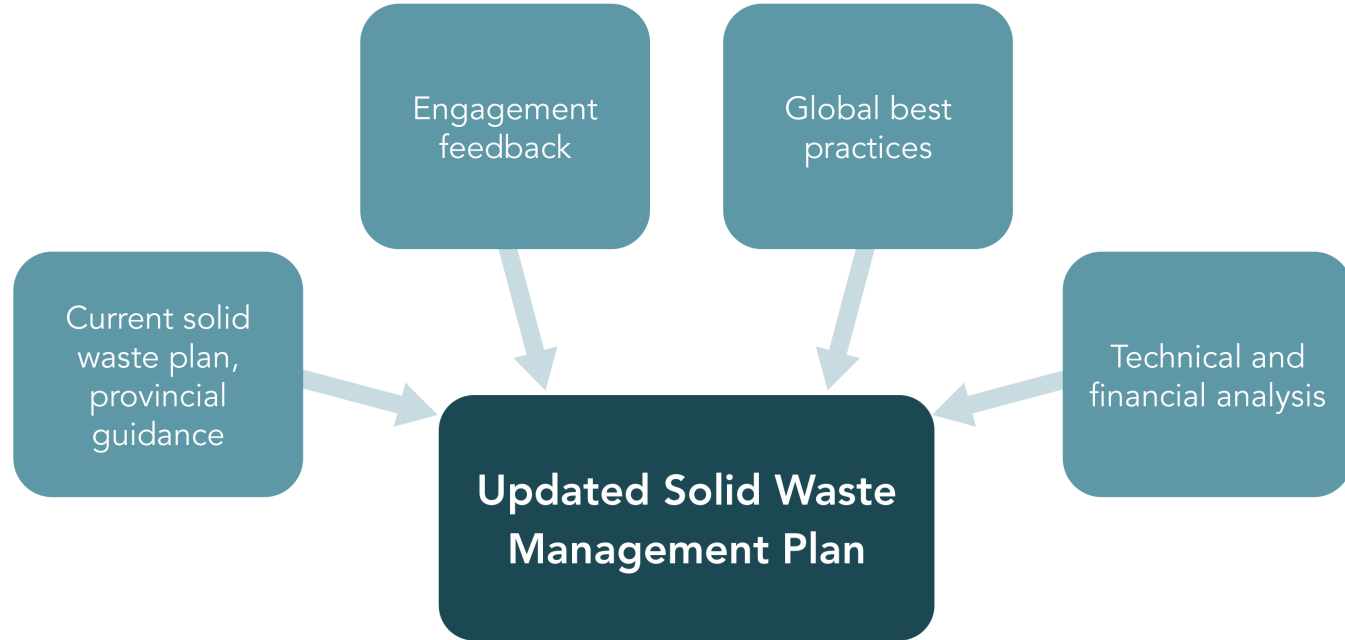 Engagement
feedback
Global best
practices
Current solid
waste plan,
provincial
guidance
Technical and
financial analysis
Updated Solid Waste
Management Plan